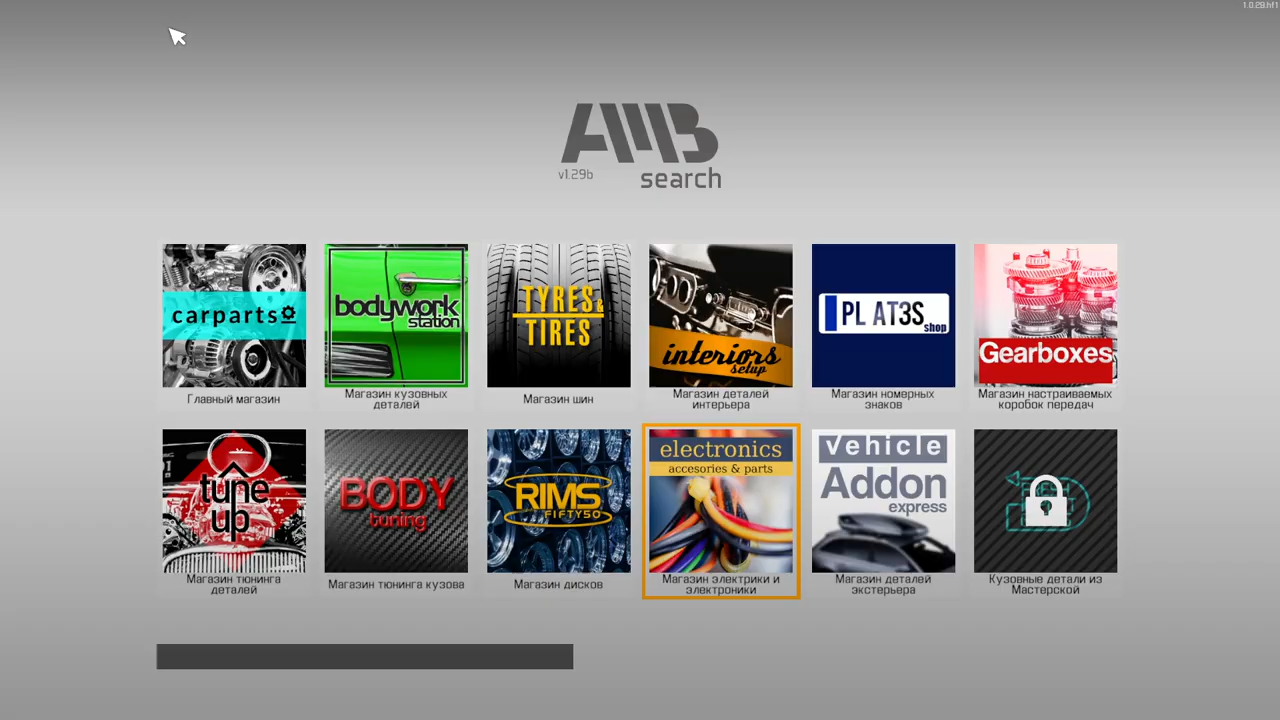 1.0.29.hf1
AMB
v1.29b
search
carparts
Главный магазин
bodywork
station
Магазин кузовных
деталей
TYRES&
TIRES
Магазин шин
interiors
setup
Магазин деталей
интерьера
PL AT3S
shop
Магазин номерных
знаков
Gearboxes
Магазин настраиваемых
коробок передач
tune
up
Магазин тюнинга
деталей
BODY
tuning
Магазин тюнинга кузова
RIMS
FIFTY50
Магазин дисков
electronics
accesories & parts
Магазин электрики и
электроники
vehicle
Addon
express
Магазин деталей
экстерьера
Кузовные детали из
Мастерской